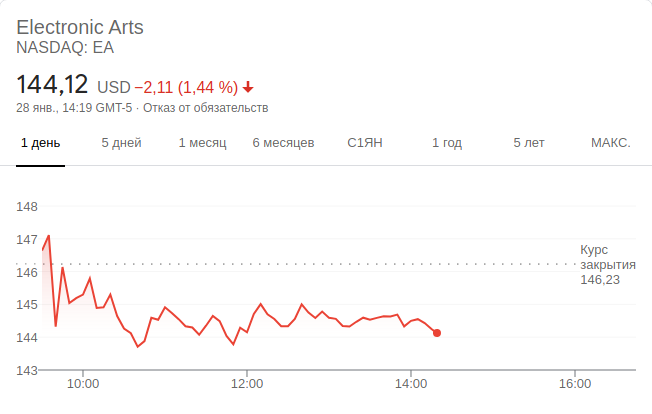 Electronic Arts
NASDAQ: EA
144,12 USD −2,11 (1,44 %)
28 янв., 14:19 GMT-5 · Отказ от обязательств
1 день 5 дней 1 месяц 6 месяцев С1ЯН 1 год 5 лет МАКС.
148
147
Курс
закрытия
146,23
146
145
144
143
10:00 12:00 14:00 16:00